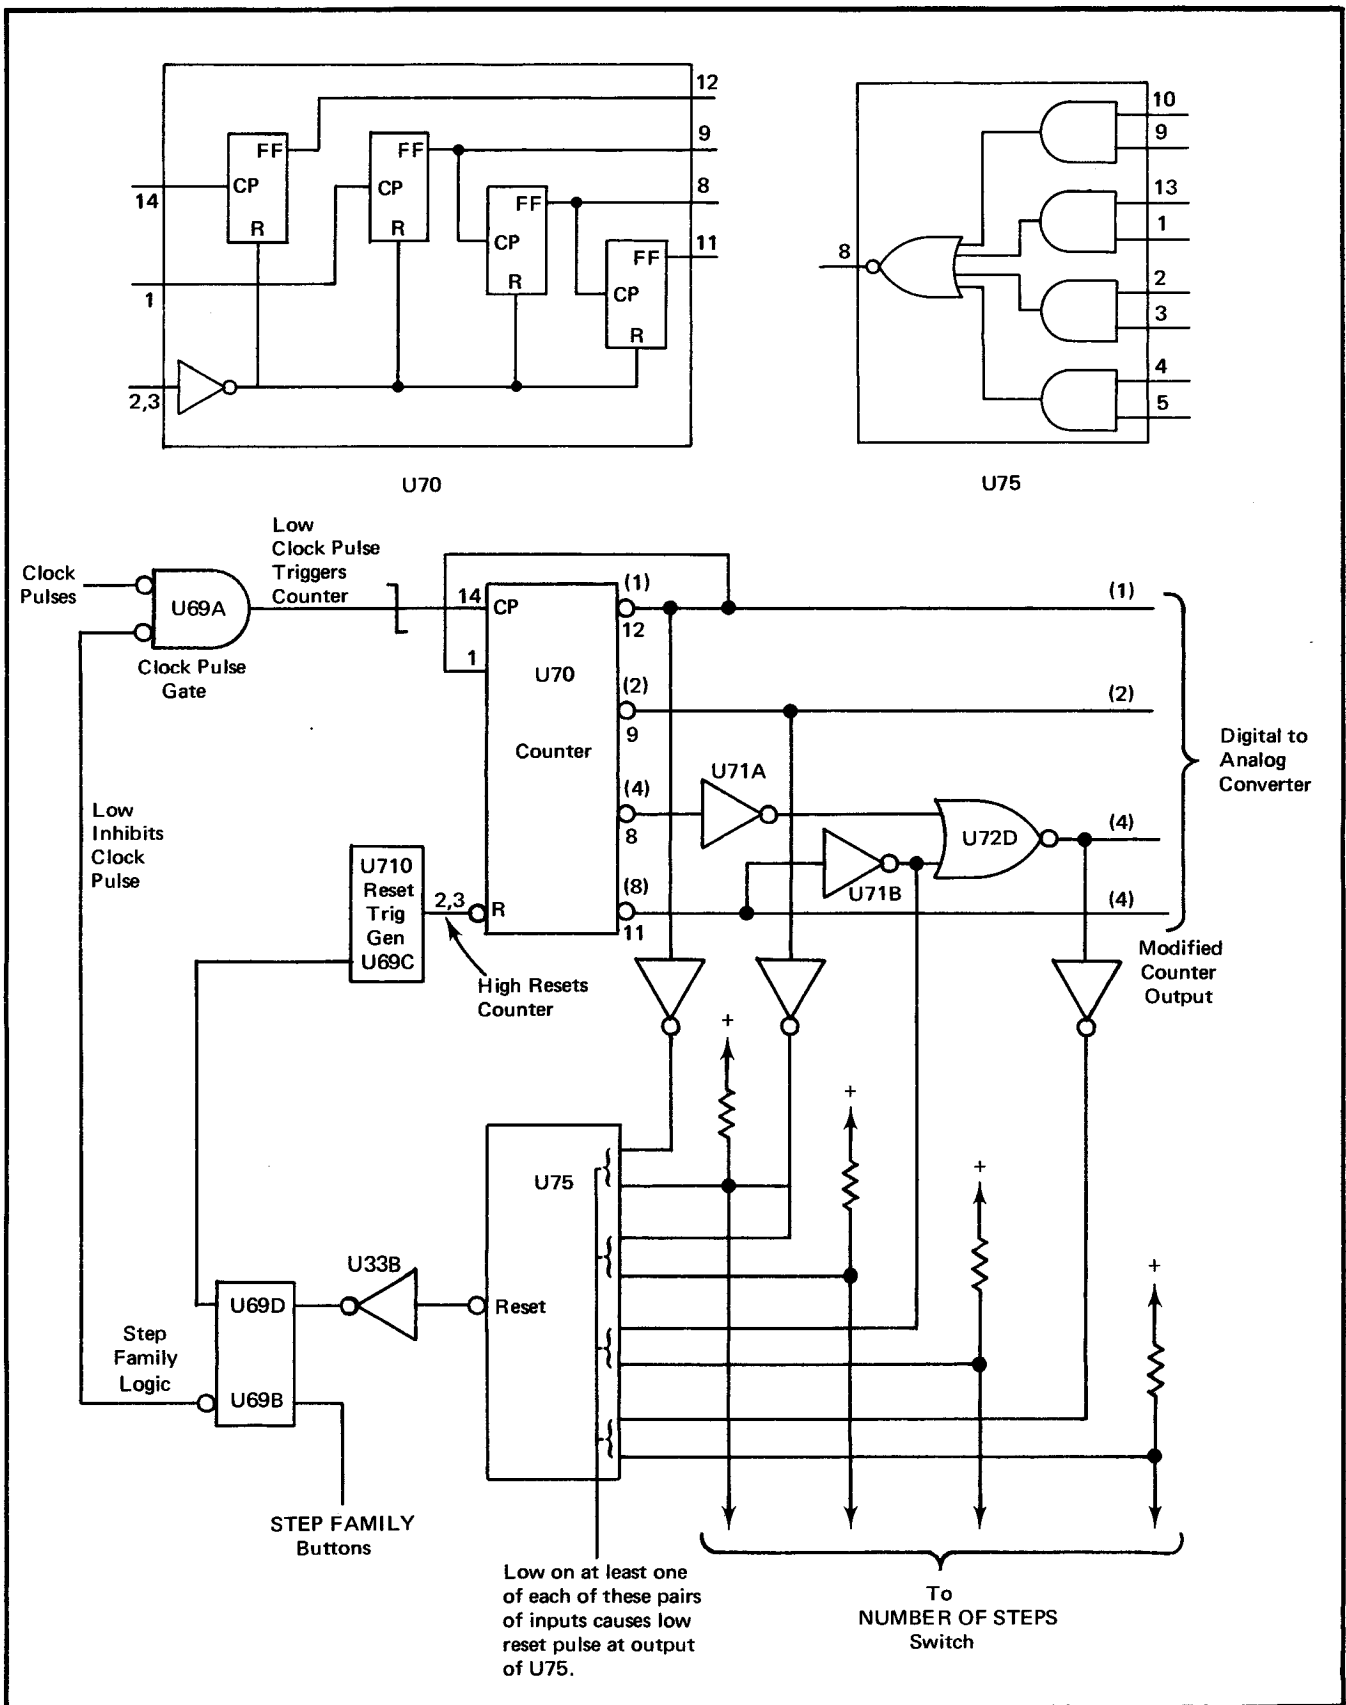 12
FF
CP
R
14
FF
CP
R
9
FF
CP
R
8
FF
CP
R
11
1
2,3
U70
10
9
13
1
8
2
3
4
5
U75
Clock
Pulses
U69A
Clock Pulse
Gate
Low
Clock Pulse
Triggers
Counter
14
CP
1
U70
Counter
(1)
12
(2)
9
(4)
8
(8)
11
R
(1)
(2)
(4)
(4)
U71A
U71B
U72D
Digital to
Analog
Converter
Modified
Counter
Output
Low
Inhibits
Clock
Pulse
U710
Reset
Trig
Gen
U69C
2,3
High Resets
Counter
+
+
+
+
U75
Reset
U33B
U69D
U69B
Step
Family
Logic
STEP FAMILY
Buttons
Low on at least one
of each of these pairs
of inputs causes low
reset pulse at output
of U75.
To
NUMBER OF STEPS
Switch